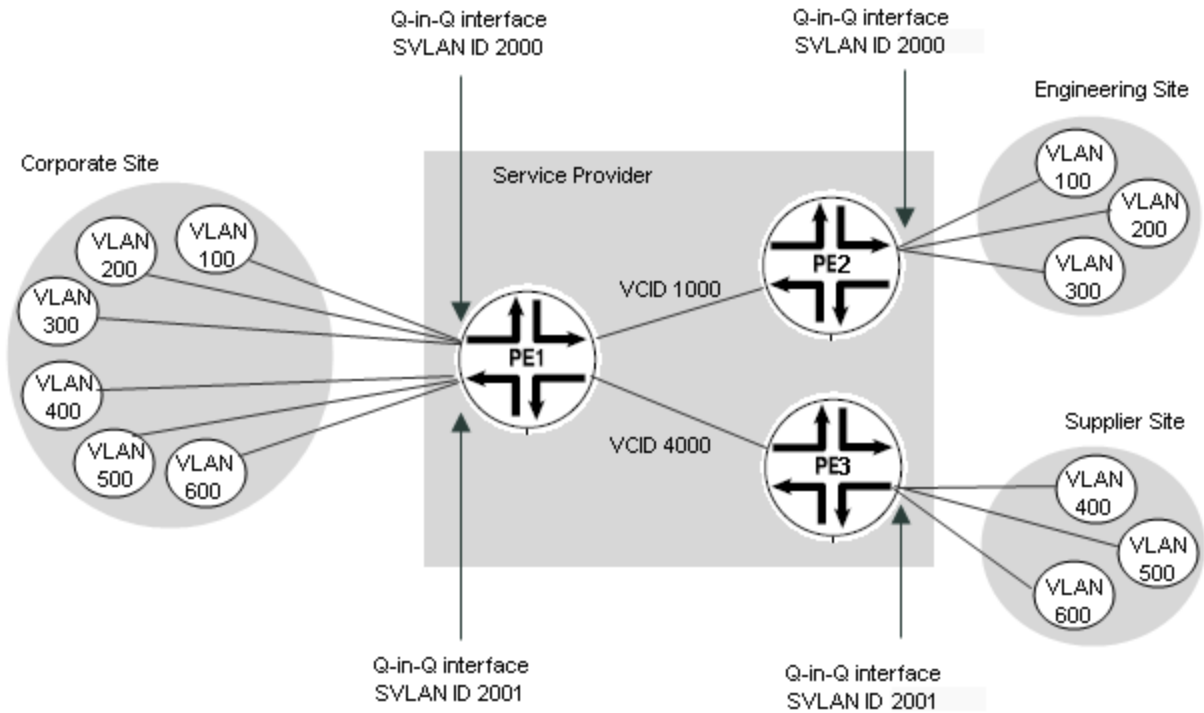 Q-in-Q interface
SVLAN ID 2000
Q-in-Q interface
SVLAN ID 2000
Engineering Site
VLAN
100
VLAN
200
VLAN
300
Corporate Site
VLAN
100
VLAN
200
VLAN
300
VLAN
400
VLAN
500
VLAN
600
Service Provider
PE1
VCID 1000
PE2
VCID 4000
PE3
Supplier Site
VLAN
400
VLAN
500
VLAN
600
Q-in-Q interface
SVLAN ID 2001
Q-in-Q interface
SVLAN ID 2001